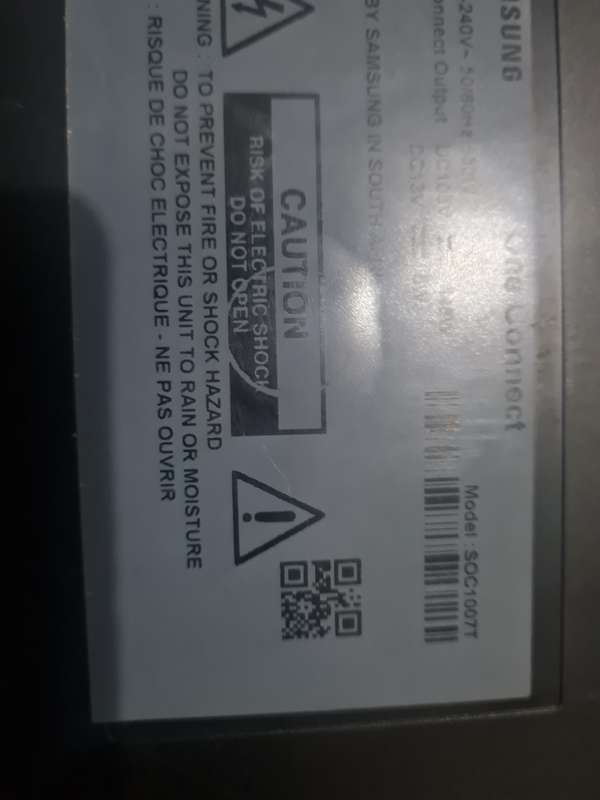 SUNG
One Connect
Model : SOC1007T
-240V~ 50/60Hz
nnect Output
BY SAMSUNG IN SOUTH
CAUTION
RISK OF ELECTRIC SHOCK
DO NOT OPEN
NING : TO PREVENT FIRE OR SHOCK HAZARD
DO NOT EXPOSE THIS UNIT TO RAIN OR MOISTURE
: RISQUE DE CHOC ELECTRIQUE - NE PAS OUVRIR